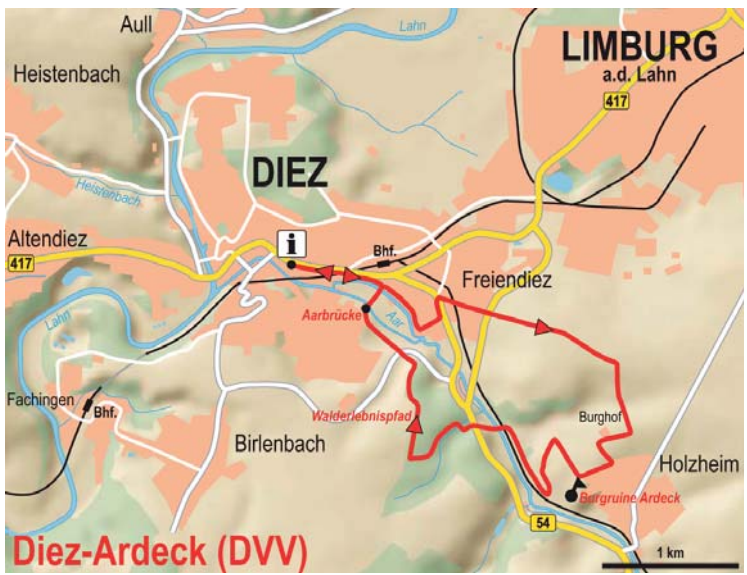 Aull
Lahn
LIMBURG
a.d. Lahn
Heistenbach
417
DIEZ
Heistenbach
Altendiez
i
Bhf.
417
Freiendiez
Lahn
Aarbrücke
Aar
Fachingen
Bhf.
Walderlebnispfad
Burghof
Birlenbach
Holzheim
Burgruine Ardeck
54
Diez-Ardeck (DVV)
1 km